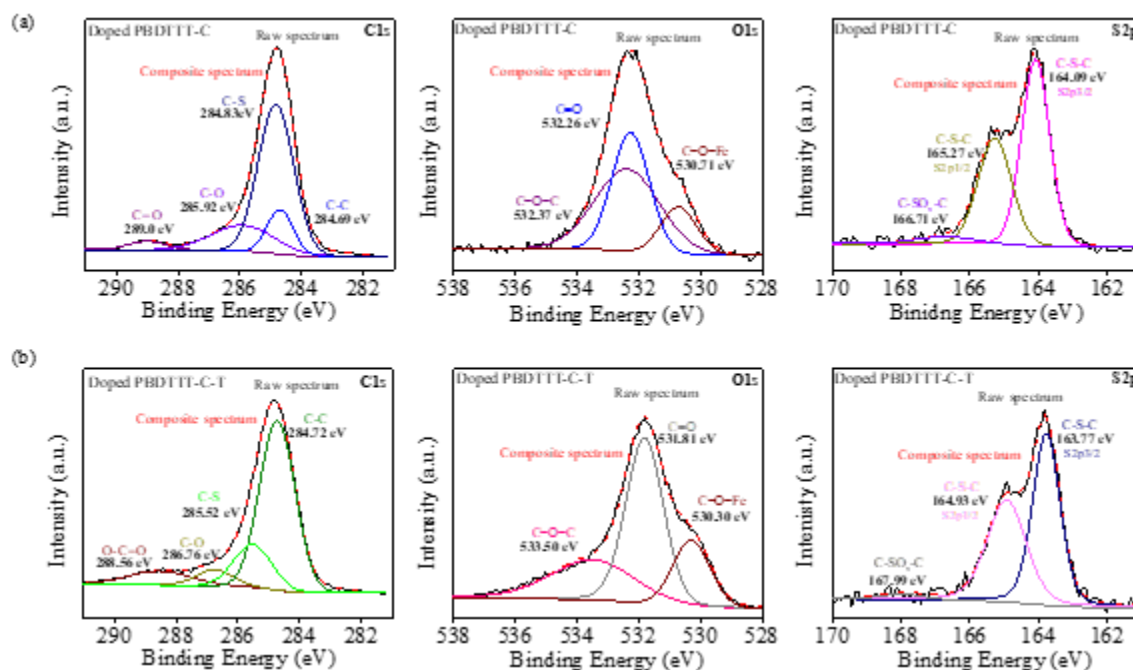 (a)
Doped PBDTTT-C
C1s
Raw spectrum
Composite spectrum
C-S
284.83eV
C-O
285.92 eV
C=O
289.0 eV
C-C
284.69 eV
Intensity (a.u.)
290 288 286 284 282
Binding Energy (eV)
Doped PBDTTT-C
O1s
Raw spectrum
Composite spectrum
C=O
532.26 eV
C-O-Fe
530.71 eV
C-O-C
532.37 eV
Intensity (a.u.)
538 536 534 532 530 528
Binding Energy (eV)
Doped PBDTTT-C
S2p
Raw spectrum
C-S-C
164.09 eV
S2p3/2
Composite spectrum
C-S-C
165.27 eV
S2p1/2
C-SOx-C
166.71 eV
Intensity (a.u.)
170 168 166 164 162
Binidng Energy (eV)
(b)
Doped PBDTTT-C-T
C1s
Raw spectrum
Composite spectrum
C-C
284.72 eV
C-S
285.52 eV
C-O
286.76 eV
O-C=O
288.56 eV
Intensity (a.u.)
290 288 286 284 282
Binding Energy (eV)
Doped PBDTTT-C-T
O1s
Raw spectrum
C=O
531.81 eV
Composite spectrum
C-O-Fe
530.30 eV
C-O-C
533.50 eV
Intensity (a.u.)
538 536 534 532 530 528
Binding Energy (eV)
Doped PBDTTT-C-T
S2p
Raw spectrum
C-S-C
163.77 eV
S2p3/2
Composite spectrum
C-S-C
164.93 eV
S2p1/2
C-SOx-C
167.99 eV
Intensity (a.u.)
170 168 166 164 162
Binding Energy (eV)